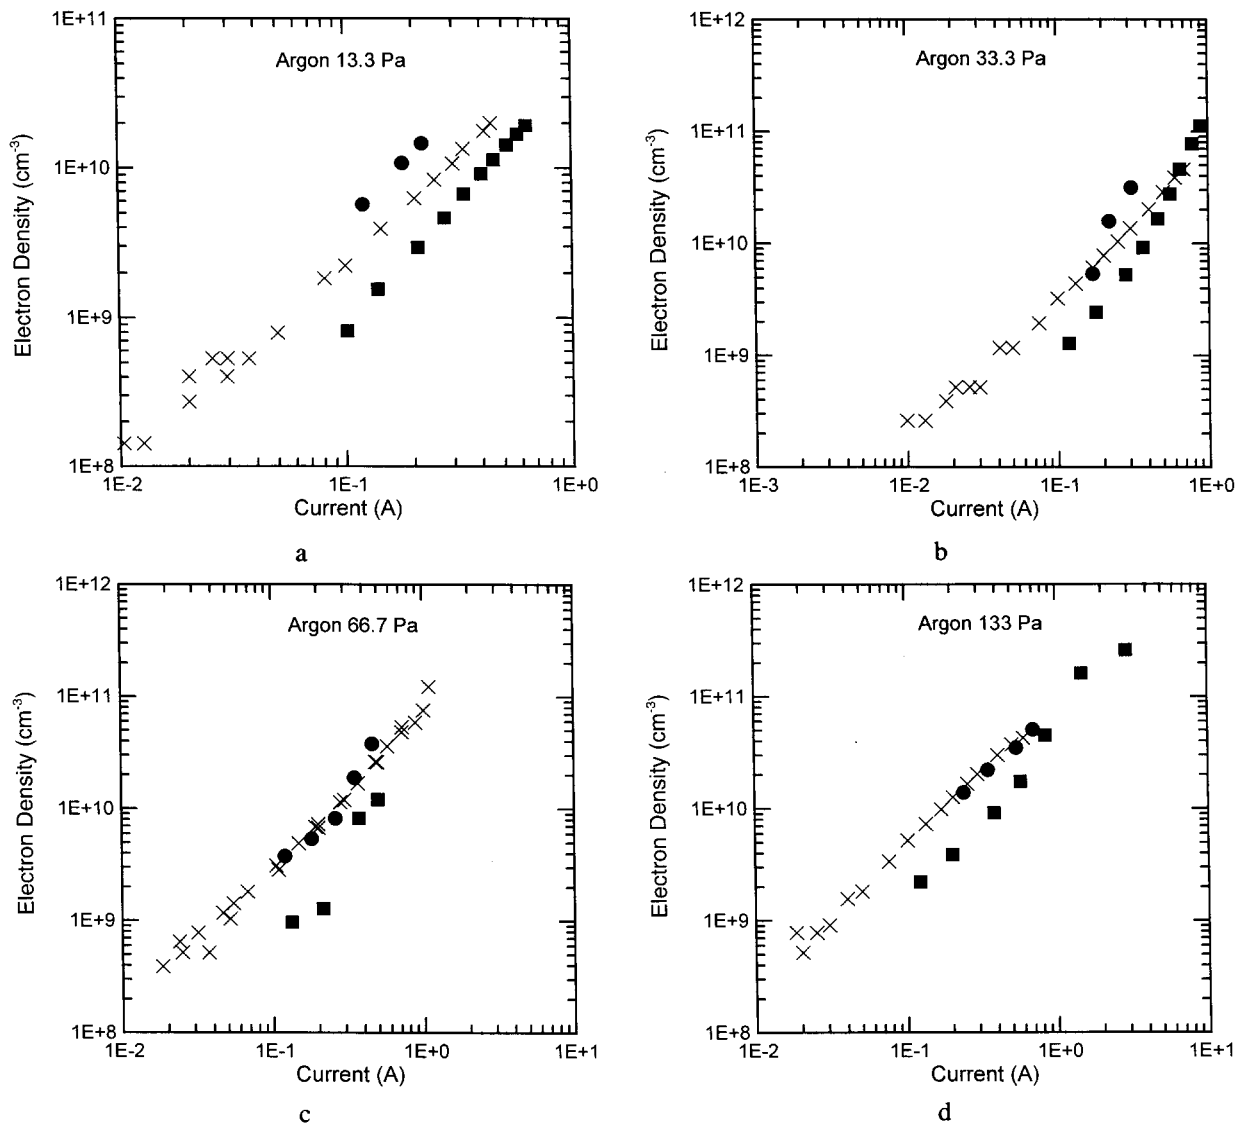 1E+11
Argon 13.3 Pa
1E+10
Electron Density (cm-3)
1E+9
1E+8
1E-2
1E-1
1E+0
Current (A)
a
1E+12
Argon 33.3 Pa
1E+11
Electron Density (cm-3)
1E+10
1E+9
1E+8
1E-3
1E-2
1E-1
1E+0
Current (A)
b
1E+12
Argon 66.7 Pa
1E+11
Electron Density (cm-3)
1E+10
1E+9
1E+8
1E-2
1E-1
1E+0
1E+1
Current (A)
c
1E+12
Argon 133 Pa
1E+11
Electron Density (cm-3)
1E+10
1E+9
1E+8
1E-2
1E-1
1E+0
1E+1
Current (A)
d